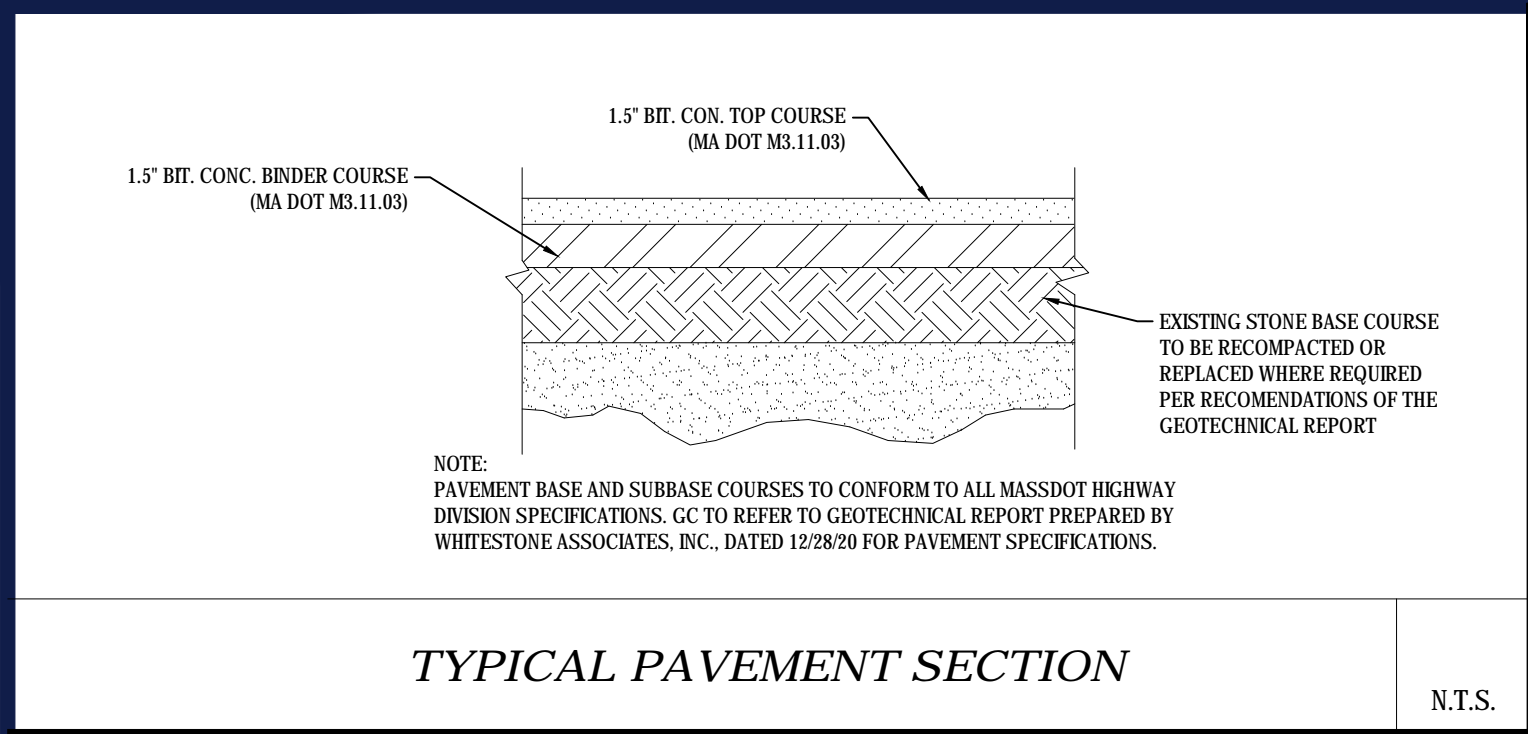 1.5" BIT. CON. TOP COURSE
(MA DOT M3.11.03)
1.5" BIT. CONC. BINDER COURSE
(MA DOT M3.11.03)
EXISTING STONE BASE COURSE
TO BE RECOMPACTED OR
REPLACED WHERE REQUIRED
PER RECOMENDATIONS OF THE
GEOTECHNICAL REPORT
NOTE:
PAVEMENT BASE AND SUBBASE COURSES TO CONFORM TO ALL MASSDOT HIGHWAY
DIVISION SPECIFICATIONS. GC TO REFER TO GEOTECHNICAL REPORT PREPARED BY
WHITESTONE ASSOCIATES, INC., DATED 12/28/20 FOR PAVEMENT SPECIFICATIONS.
TYPICAL PAVEMENT SECTION
N.T.S.